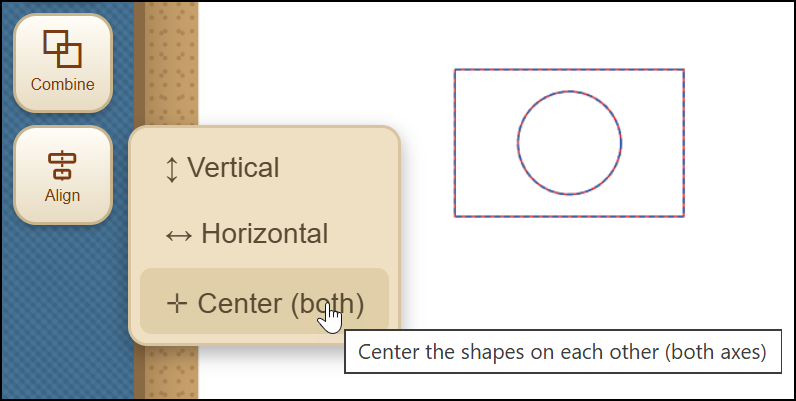 Combine
Align
Vertical
Horizontal
Center (both)
Center the shapes on each other (both axes)